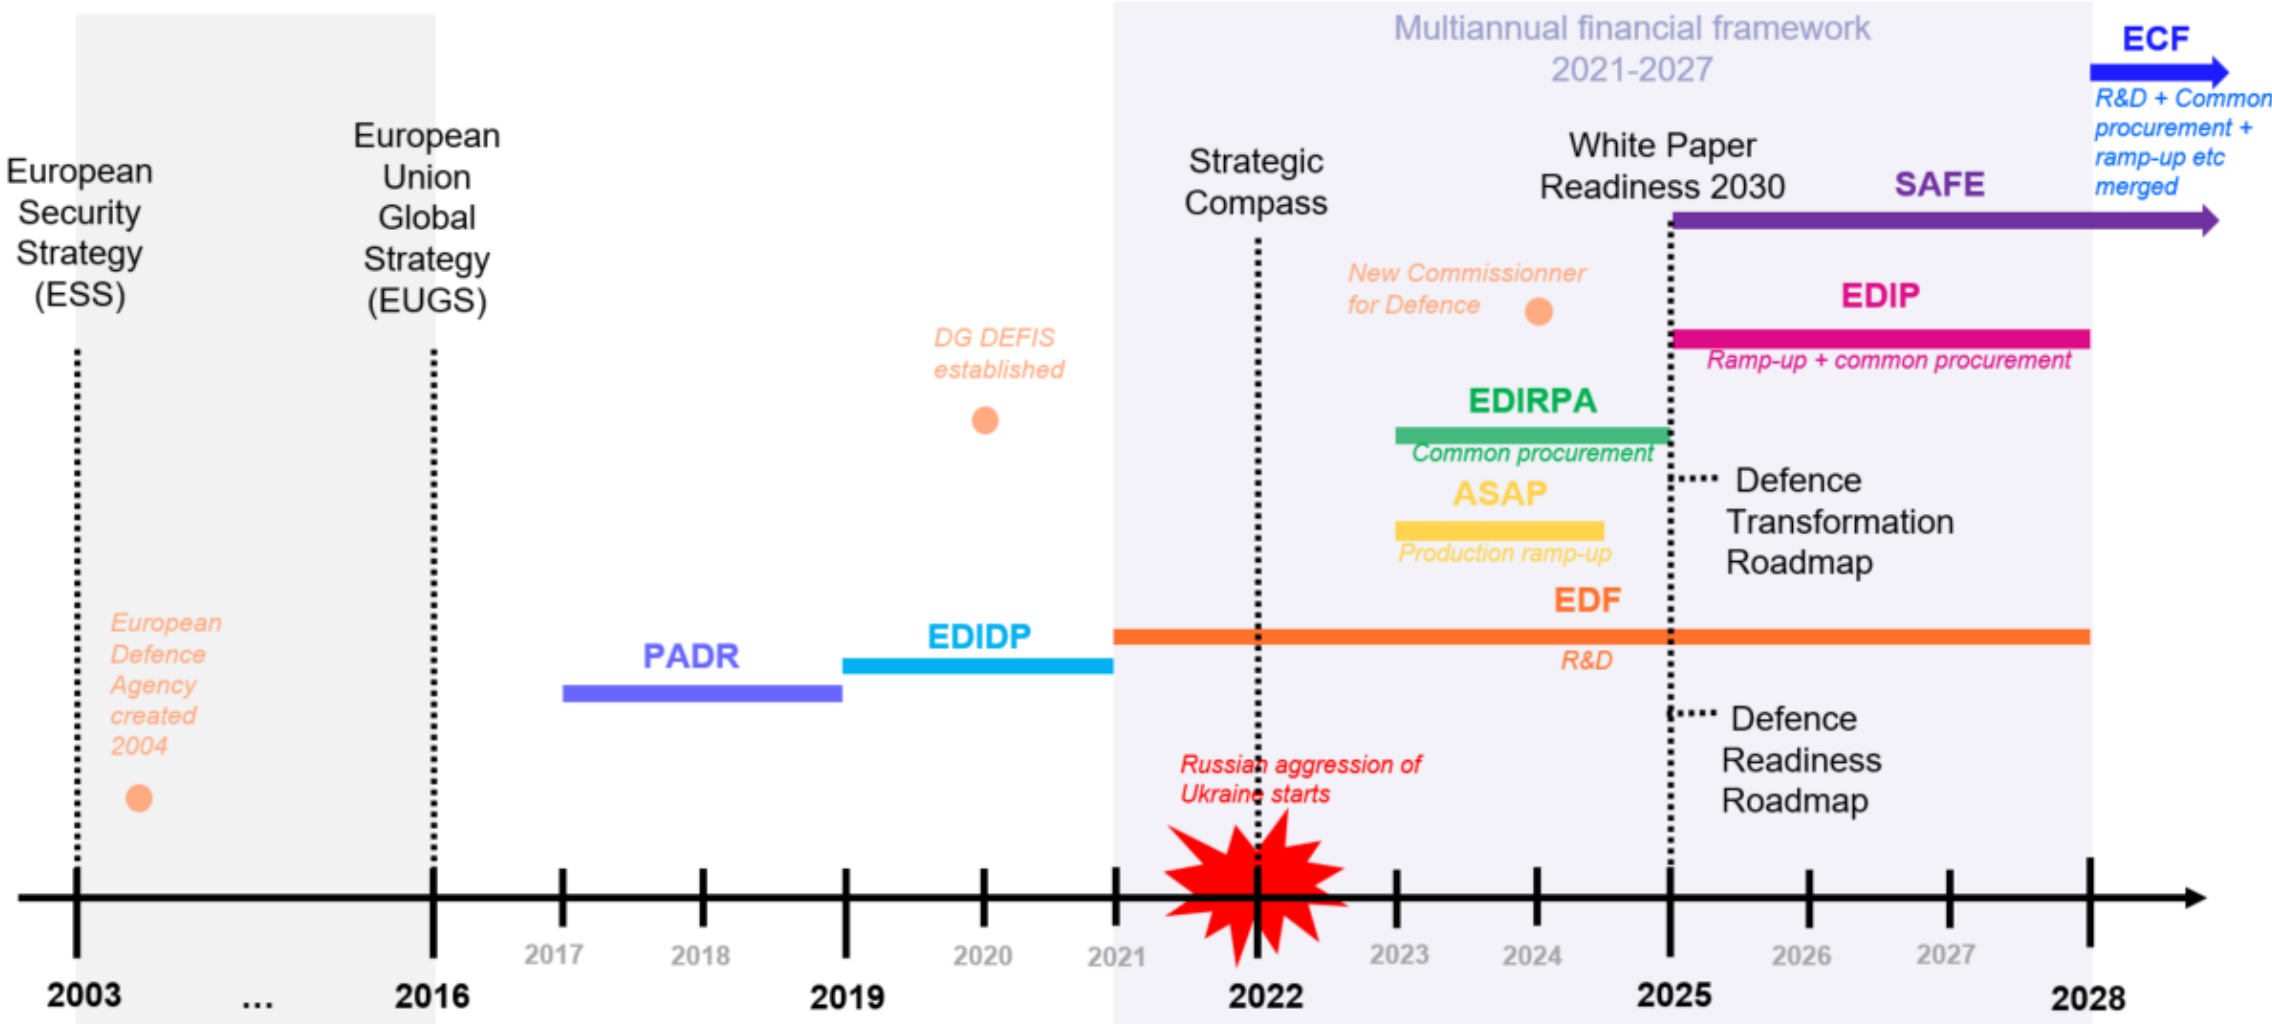 Multiannual financial framework
2021-2027
ECF
R&D + Common
procurement +
ramp-up etc
merged
European
Security
Strategy
(ESS)
European
Union
Global
Strategy
(EUGS)
Strategic
Compass
White Paper
Readiness 2030
SAFE
New Commissionner
for Defence
EDIP
Ramp-up + common procurement
DG DEFIS
established
EDIRPA
Common procurement
ASAP
Production ramp-up
Defence
Transformation
Roadmap
EDF
R&D
European
Defence
Agency
created
2004
PADR
EDIDP
Defence
Readiness
Roadmap
Russian aggression of
Ukraine starts
2017
2018
2020
2021
2023
2024
2026
2027
2003
...
2016
2019
2022
2025
2028